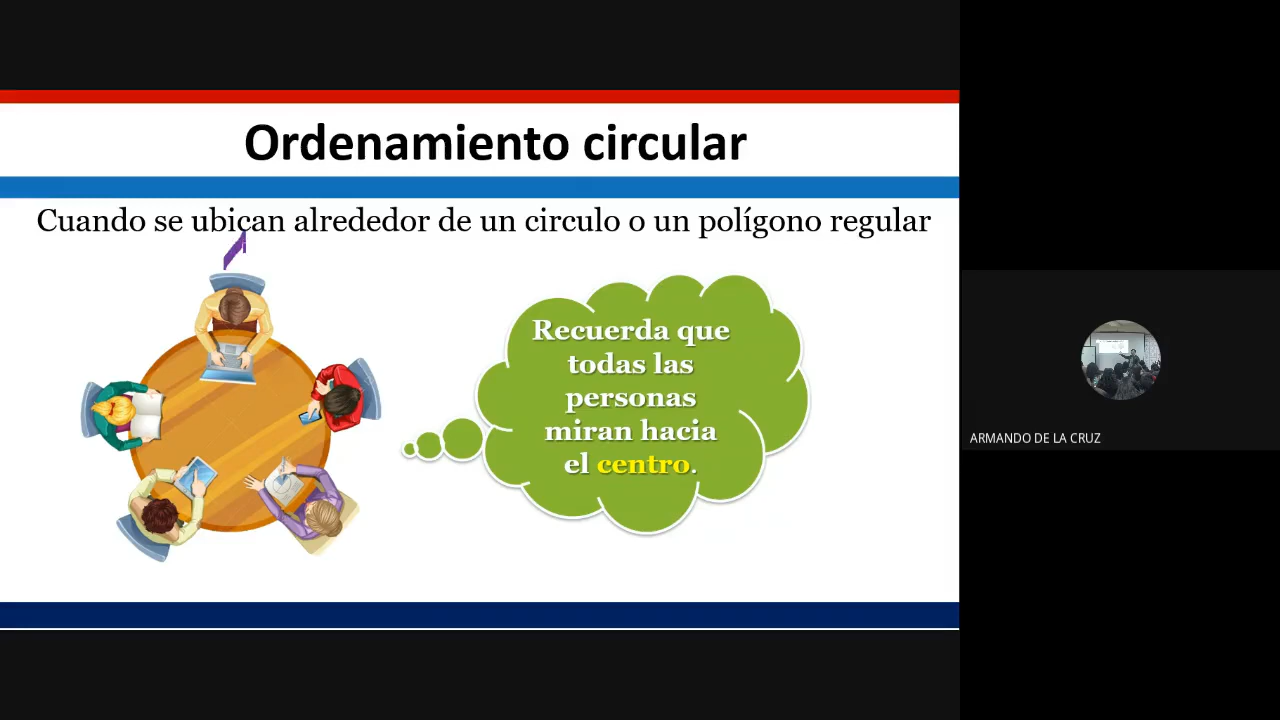 Ordenamiento circular
Cuando se ubican alrededor de un circulo o un polígono regular
Recuerda que
todas las
personas
miran hacia
el centro.
ARMANDO DE LA CRUZ